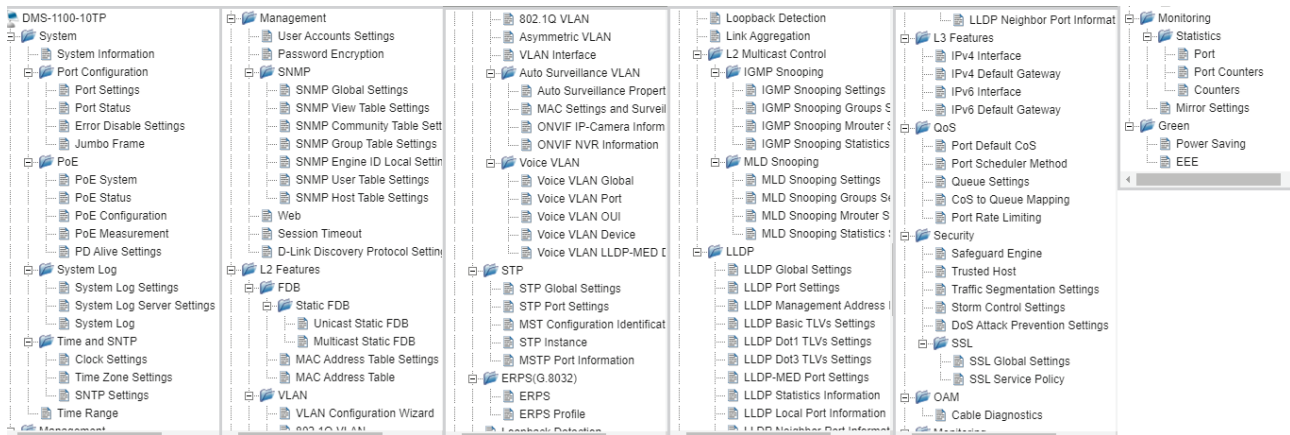 DMS-1100-10TP
System
System Information
Port Configuration
Port Settings
Port Status
Error Disable Settings
Jumbo Frame
PoE
PoE System
PoE Status
PoE Configuration
PoE Measurement
PD Alive Settings
System Log
System Log Settings
System Log Server Settings
System Log
Time and SNTP
Clock Settings
Time Zone Settings
SNTP Settings
Time Range
Management
Management
User Accounts Settings
Password Encryption
SNMP
SNMP Global Settings
SNMP View Table Settings
SNMP Community Table Sett
SNMP Group Table Settings
SNMP Engine ID Local Settin
SNMP User Table Settings
SNMP Host Table Settings
Web
Session Timeout
D-Link Discovery Protocol Setting
L2 Features
FDB
Static FDB
Unicast Static FDB
Multicast Static FDB
MAC Address Table Settings
MAC Address Table
VLAN
VLAN Configuration Wizard
802.1Q VLAN
802.1Q VLAN
Asymmetric VLAN
VLAN Interface
Auto Surveillance VLAN
Auto Surveillance Propert
MAC Settings and Surveil
ONVIF IP-Camera Inform
ONVIF NVR Information
Voice VLAN
Voice VLAN Global
Voice VLAN Port
Voice VLAN OUI
Voice VLAN Device
Voice VLAN LLDP-MED D
STP
STP Global Settings
STP Port Settings
MST Configuration Identificat
STP Instance
MSTP Port Information
ERPS(G.8032)
ERPS
ERPS Profile
Loopback Detection
Loopback Detection
Link Aggregation
L2 Multicast Control
IGMP Snooping
IGMP Snooping Settings
IGMP Snooping Groups S
IGMP Snooping Mrouter S
IGMP Snooping Statistics
MLD Snooping
MLD Snooping Settings
MLD Snooping Groups Se
MLD Snooping Mrouter S
MLD Snooping Statistics S
LLDP
LLDP Global Settings
LLDP Port Settings
LLDP Management Address
LLDP Basic TLVs Settings
LLDP Dot1 TLVs Settings
LLDP Dot3 TLVs Settings
LLDP-MED Port Settings
LLDP Statistics Information
LLDP Local Port Information
LLDP Neighbor Port Informat
LLDP Neighbor Port Informat
L3 Features
IPv4 Interface
IPv4 Default Gateway
IPv6 Interface
IPv6 Default Gateway
QoS
Port Default CoS
Port Scheduler Method
Queue Settings
CoS to Queue Mapping
Port Rate Limiting
Security
Safeguard Engine
Trusted Host
Traffic Segmentation Settings
Storm Control Settings
DoS Attack Prevention Settings
SSL
SSL Global Settings
SSL Service Policy
OAM
Cable Diagnostics
Monitoring
Monitoring
Statistics
Port
Port Counters
Counters
Mirror Settings
Green
Power Saving
EEE